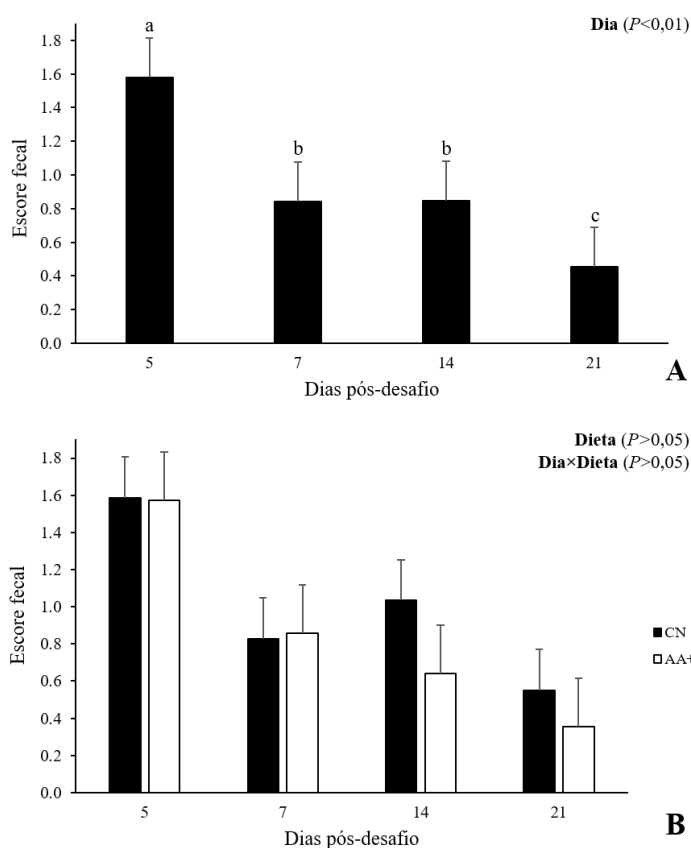 Dia (P<0,01)
Escore fecal
1.8
1.6
1.4
1.2
1.0
0.8
0.6
0.4
0.2
0.0
a
b
b
c
5 7 14 21
Dias pós-desafio
A
Dieta (P>0,05)
Dia×Dieta (P>0,05)
Escore fecal
1.8
1.6
1.4
1.2
1.0
0.8
0.6
0.4
0.2
0.0
CN
AA+
5 7 14 21
Dias pós-desafio
B